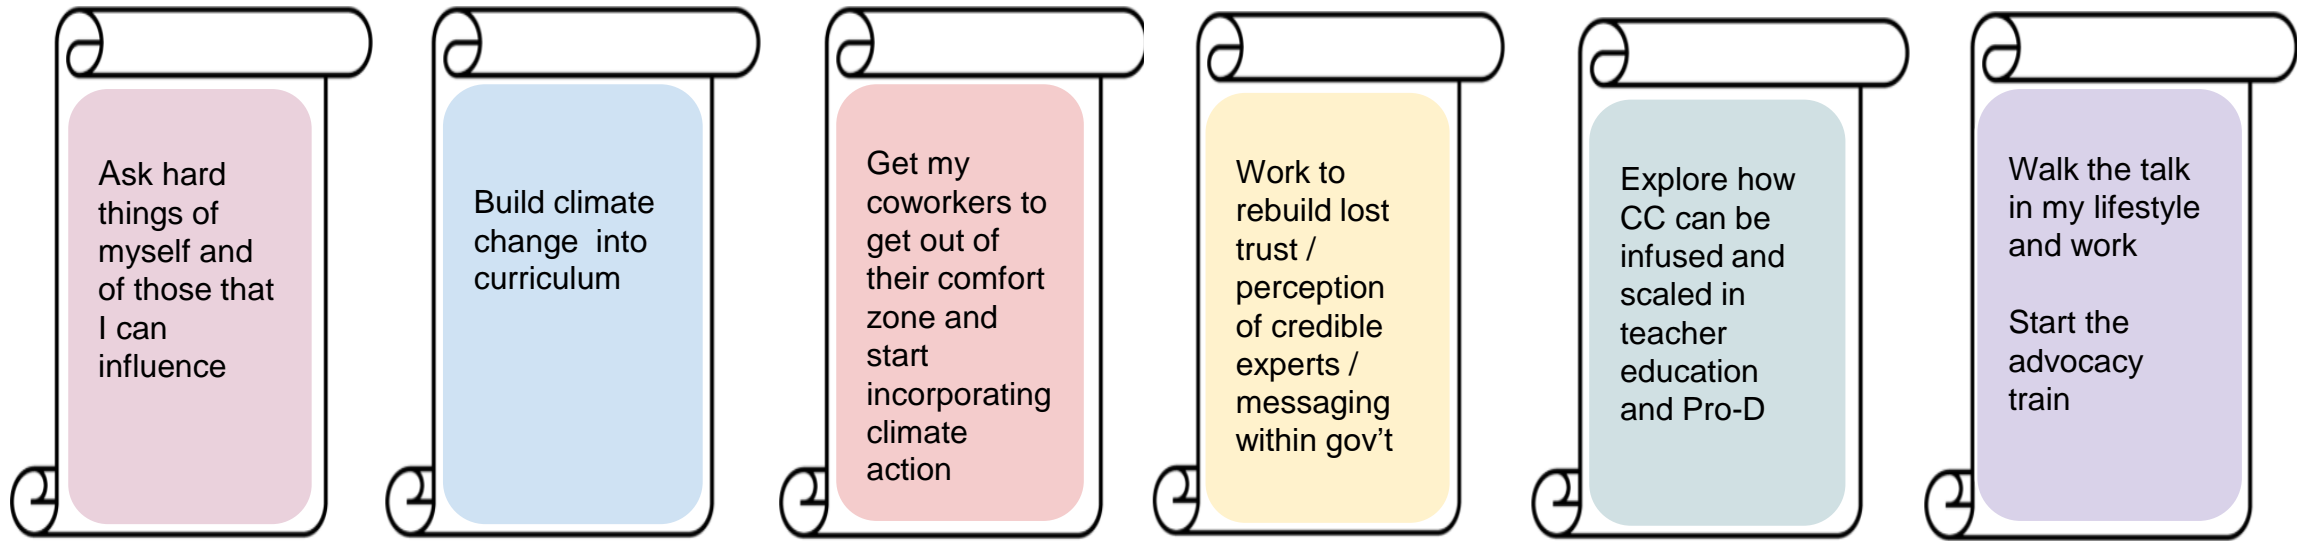 Ask hard
things of
myself and
of those that
I can
influence
Build climate
change  into
curriculum
Get my
coworkers to
get out of
their comfort
zone and
start
incorporating
climate
action
Work to
rebuild lost
trust /
perception
of credible
experts /
messaging
within gov’t
Explore how
CC can be
infused and
scaled in
teacher
education
and Pro-D
Walk the talk
in my lifestyle
and work
Start the
advocacy
train